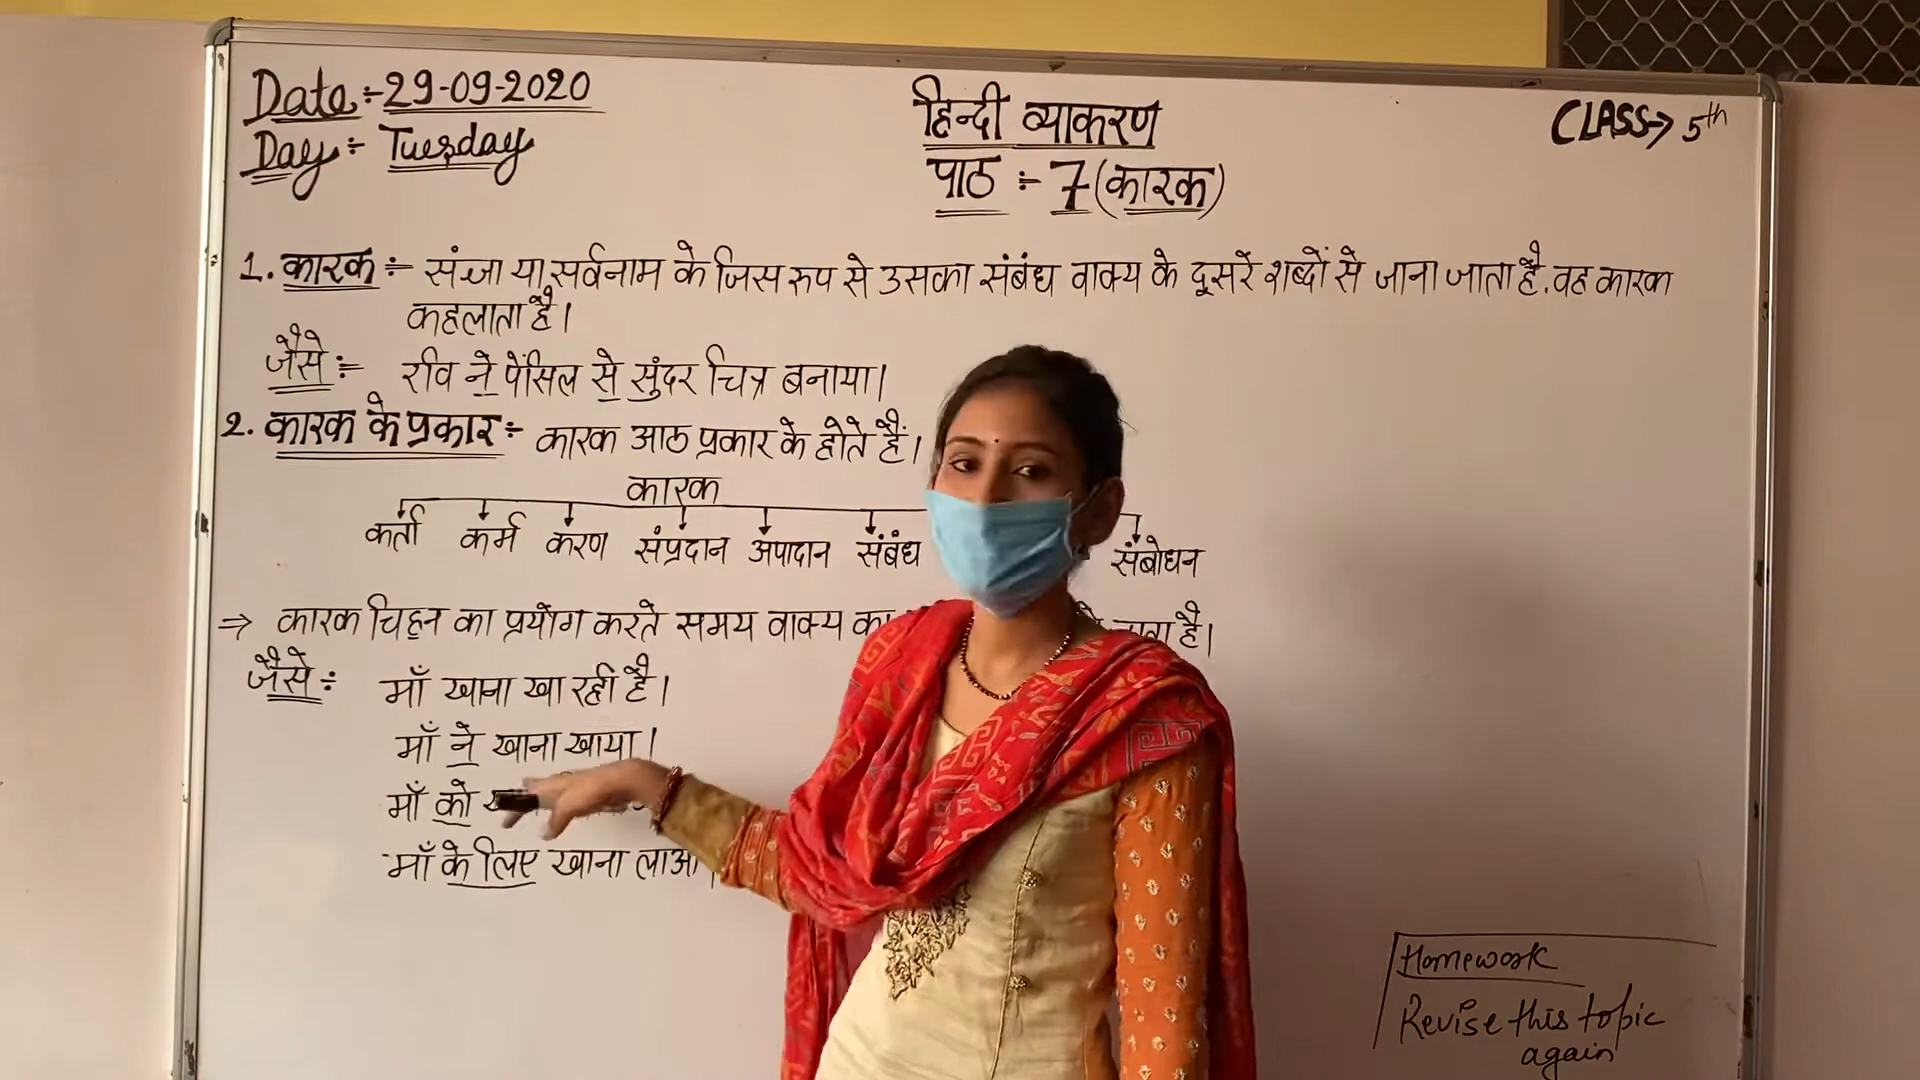 Date:-29-09-2020
Day:- Tuesday
हिन्दी व्याकरण
पाठ :- 7 (कारक)
CLASS→ 5th
1. कारक :- संज्ञा या सर्वनाम के जिस रुप से उसका संबंध वाक्य के दूसरे शब्दों से जाना जाता है, वह कारक
कहलाता है।
जैसे :- रवि ने पेंसिल से सुंदर चित्र बनाया।
2. कारक के प्रकार :- कारक आठ प्रकार के होते हैं।
कारक
कर्ता कर्म करण संप्रदान अपादान संबंध संबोधन
⇒ कारक चिह्न का प्रयोग करते समय वाक्य का है।
जैसे :- माँ खाना खा रही है।
माँ ने खाना खाया।
माँ को
माँ के लिए खाना लाओ।
Homework
Revise this topic
again